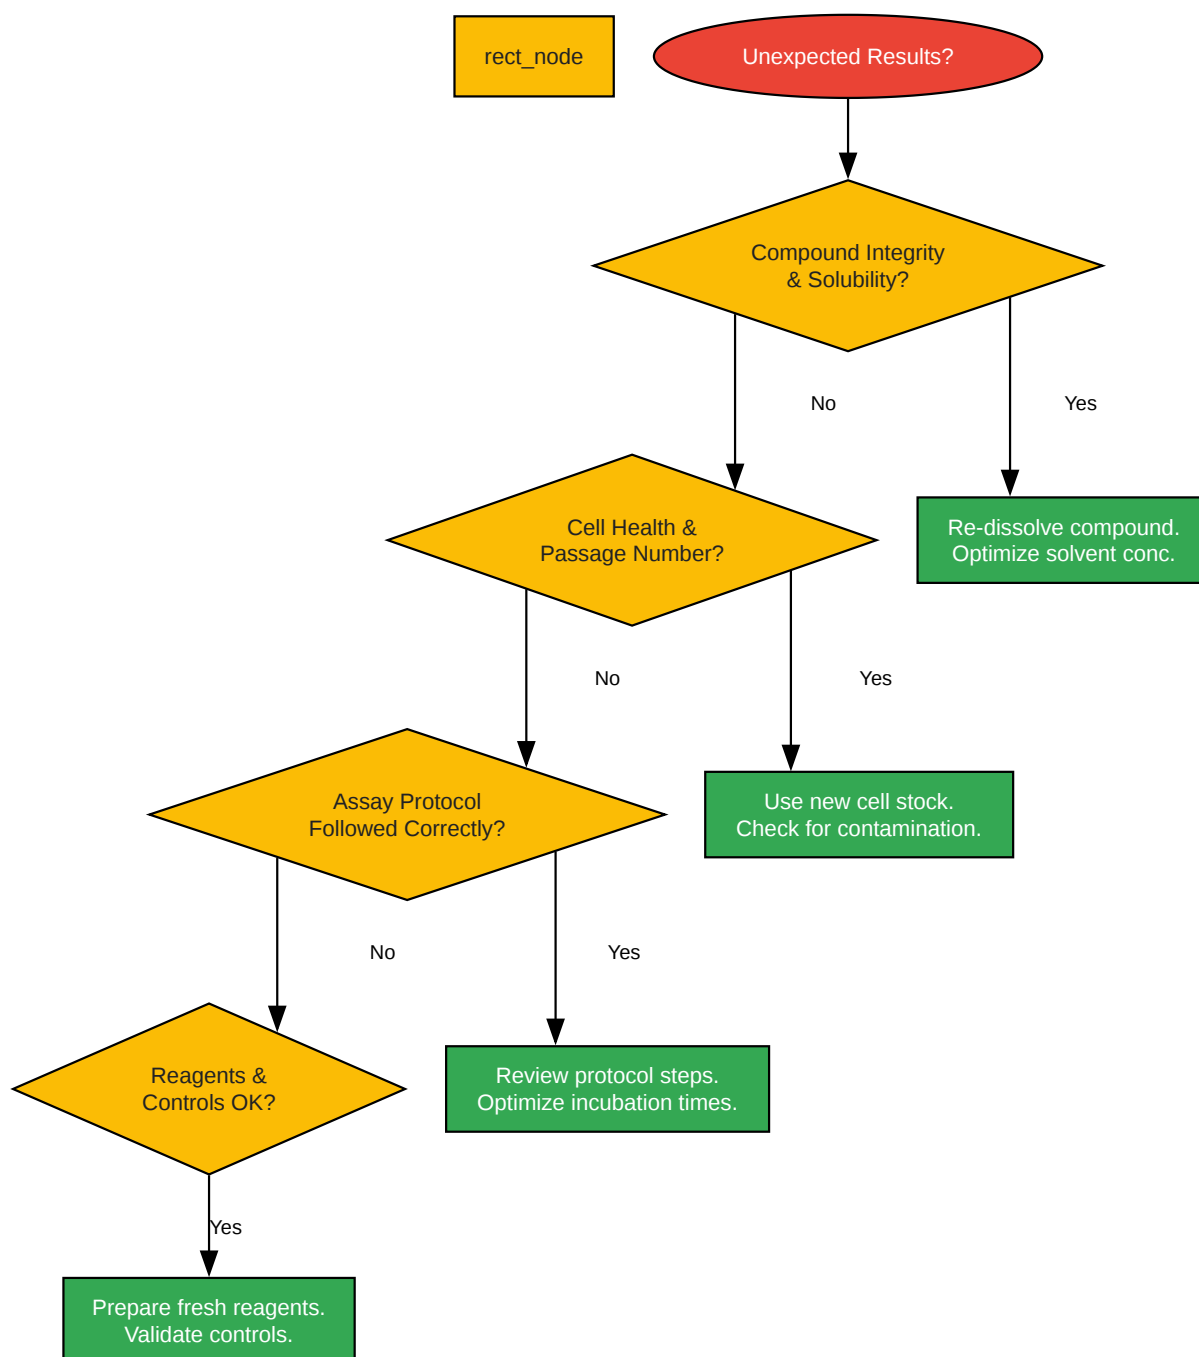 rect_node
Unexpected Results?
Compound Integrity
& Solubility?
No
Yes
Cell Health &
Passage Number?
Re-dissolve compound.
Optimize solvent conc.
No
Yes
Assay Protocol
Followed Correctly?
Use new cell stock.
Check for contamination.
No
Yes
Reagents &
Controls OK?
Review protocol steps.
Optimize incubation times.
Yes
Prepare fresh reagents.
Validate controls.